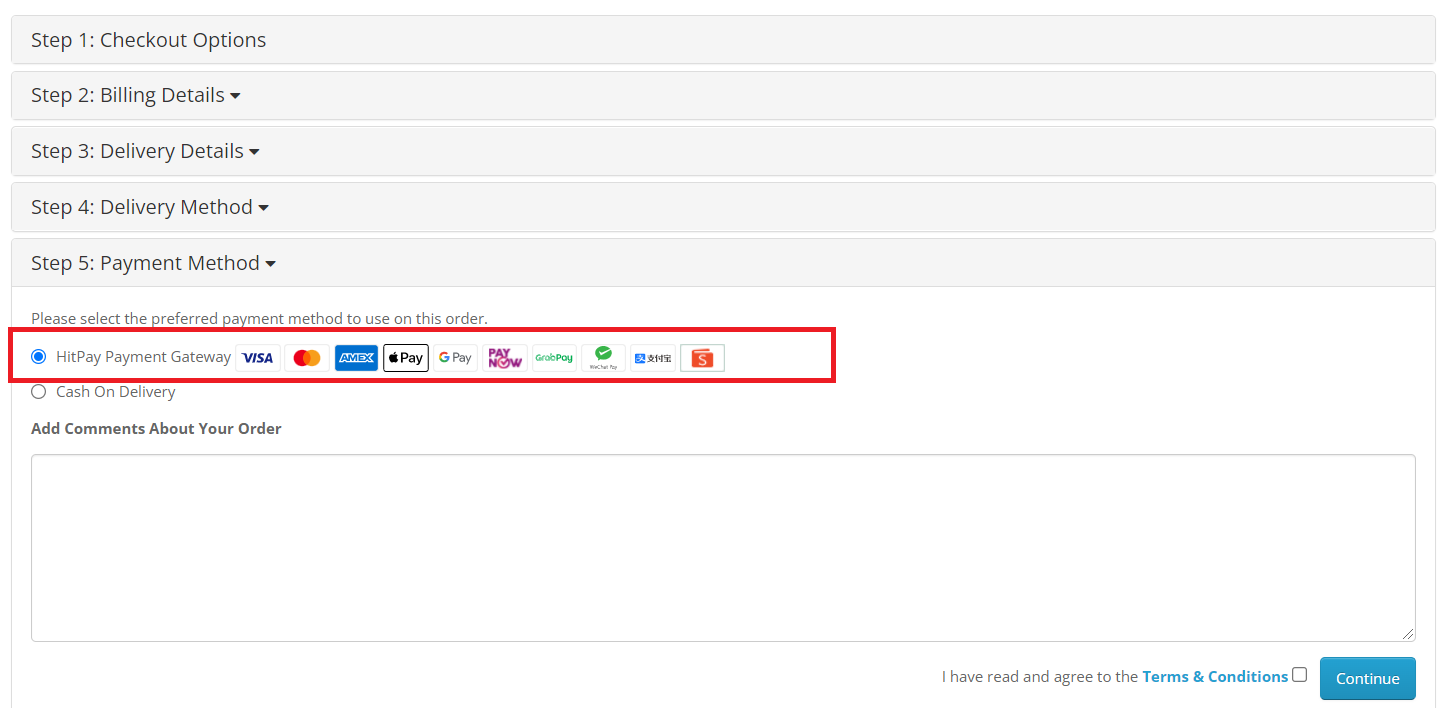 Step 1: Checkout Options
Step 2: Billing Details
Step 3: Delivery Details
Step 4: Delivery Method
Step 5: Payment Method
Please select the preferred payment method to use on this order.
HitPay Payment Gateway VISA AMEX Pay G Pay PAY NOW GrabPay WeChat Pay 支 支付宝 S
Cash On Delivery
Add Comments About Your Order
I have read and agree to the Terms & Conditions Continue